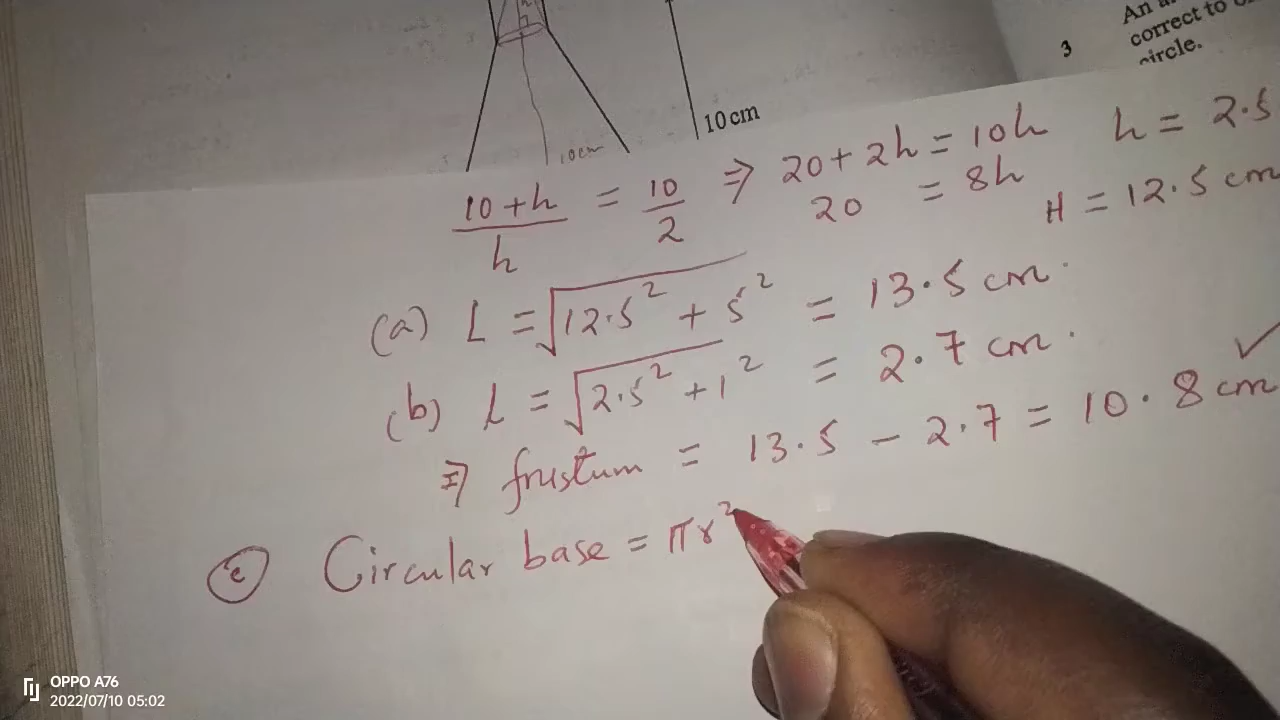 An
3 correct to
circle.
10 cm
10cm
10 + h / h = 10 / 2 ⇒ 20 + 2h = 10h h = 2.5
20 = 8h H = 12.5 cm
(a) L = √12.5² + 5² = 13.5 cm.
(b) L = √2.5² + 1² = 2.7 cm.
⇒ frustum = 13.5 - 2.7 = 10.8 cm ✓
(c) Circular base = πr²
OPPO A76
2022/07/10 05:02